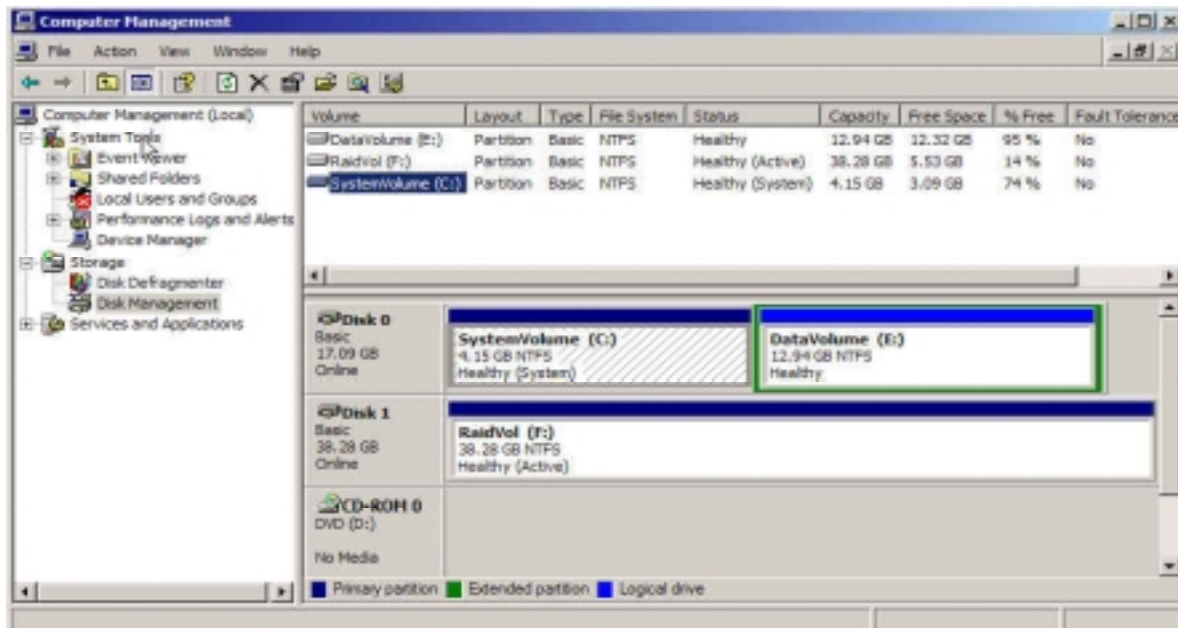 Computer Management
File Action View Window Help
Computer Management (Local)
System Tools
Event Viewer
Shared Folders
Local Users and Groups
Performance Logs and Alerts
Device Manager
Storage
Disk Defragmenter
Disk Management
Services and Applications
Volume Layout Type File System Status Capacity Free Space % Free Fault Tolerance
DataVolume (E:) Partition Basic NTFS Healthy 12.94 GB 12.32 GB 95 % No
RaidVol (F:) Partition Basic NTFS Healthy (Active) 38.28 GB 5.53 GB 14 % No
SystemVolume (C:) Partition Basic NTFS Healthy (System) 4.15 GB 3.09 GB 74 % No
Disk 0
Basic
17.09 GB
Online
SystemVolume (C:)
4.15 GB NTFS
Healthy (System)
DataVolume (E:)
12.94 GB NTFS
Healthy
Disk 1
Basic
38.28 GB
Online
RaidVol (F:)
38.28 GB NTFS
Healthy (Active)
CD-ROM 0
DVD (D:)
No Media
Primary partition Extended partition Logical drive